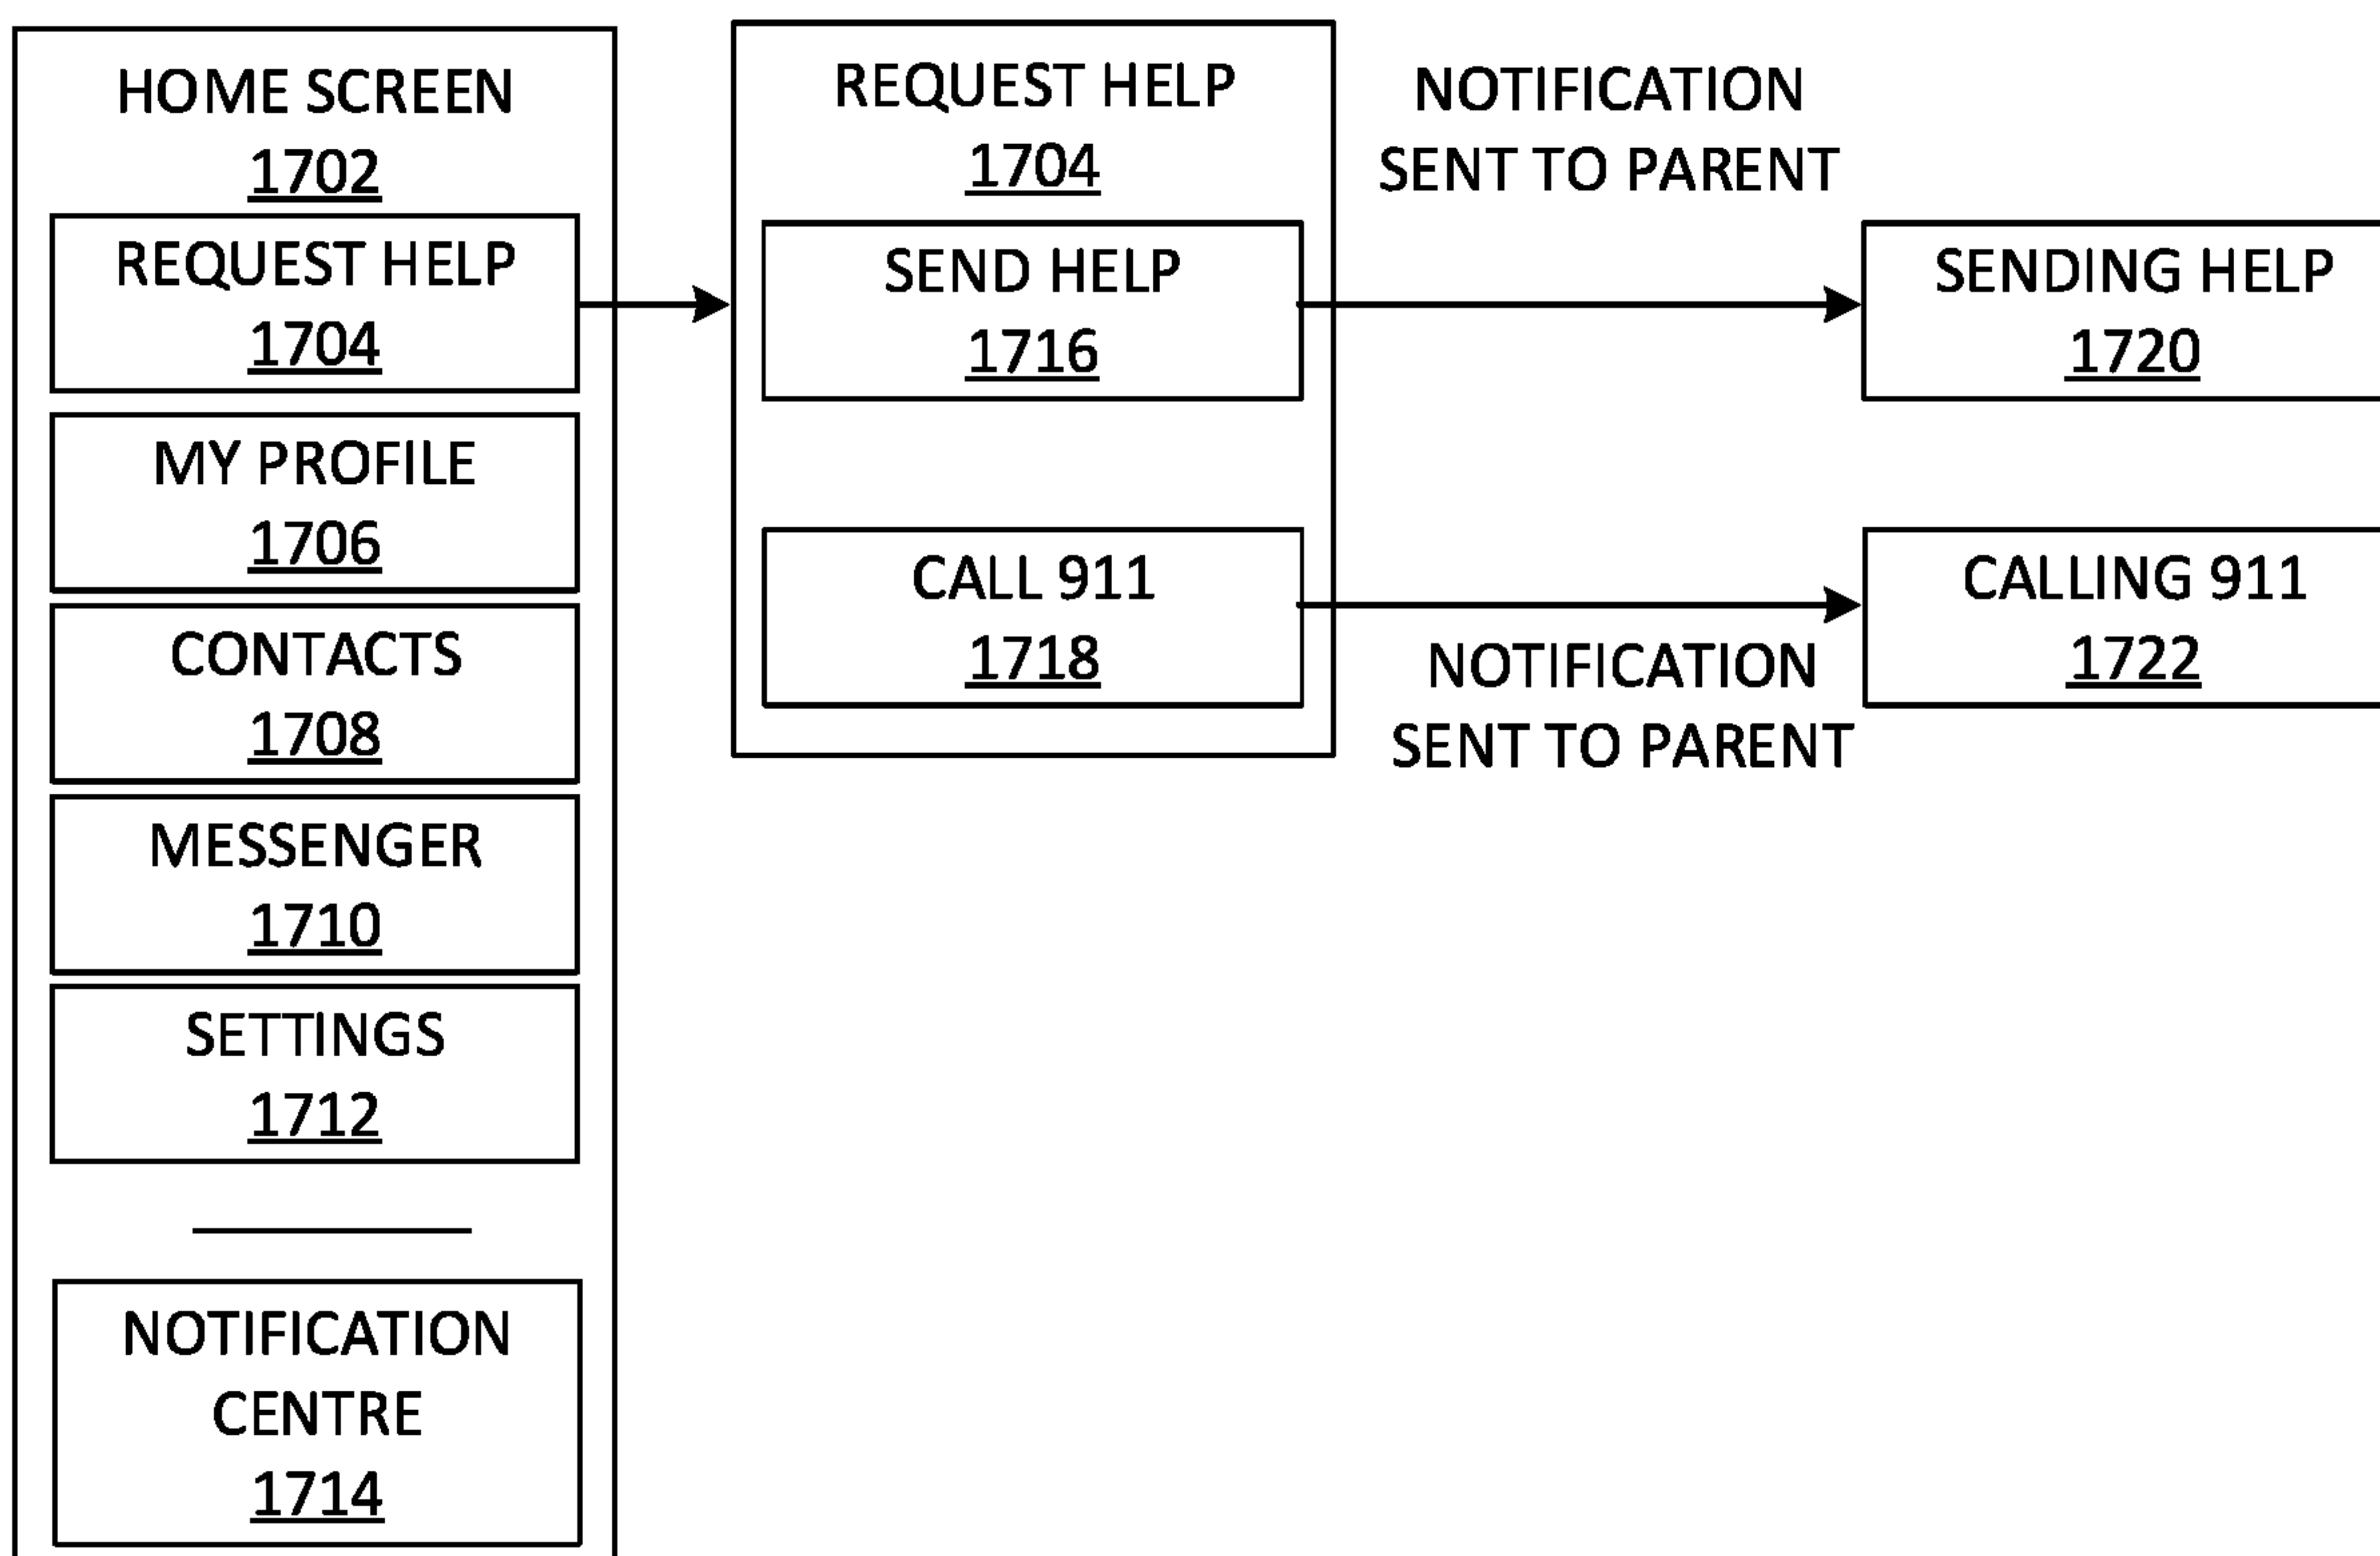 HOME SCREEN
1702
REQUEST HELP
1704
MY PROFILE
1706
CONTACTS
1708
MESSENGER
1710
SETTINGS
1712
NOTIFICATION
CENTRE
1714
REQUEST HELP
1704
SEND HELP
1716
CALL 911
1718
NOTIFICATION
SENT TO PARENT
SENDING HELP
1720
NOTIFICATION
SENT TO PARENT
CALLING 911
1722